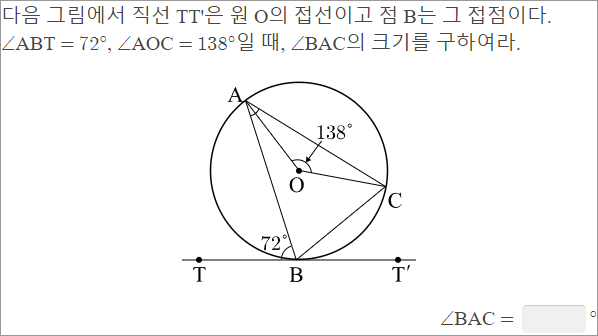 다음 그림에서 직선 TT'은 원 O의 접선이고 점 B는 그 접점이다.
∠ABT = 72°, ∠AOC = 138°일 때, ∠BAC의 크기를 구하여라.
A
138°
O
C
72°
T B T′
∠BAC = °